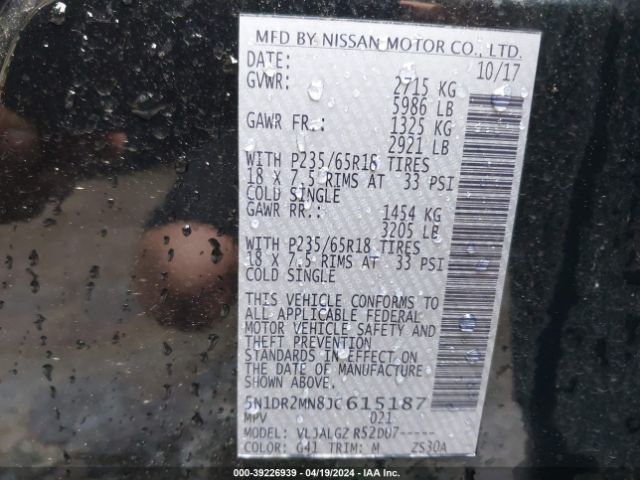 MFD BY NISSAN MOTOR CO., LTD.
DATE: 10/17
GVWR: 2715 KG
5986 LB
GAWR FR.: 1325 KG
2921 LB
WITH P235/65R18 TIRES
18 X 7.5 RIMS AT 33 PSI
COLD SINGLE
GAWR RR.: 1454 KG
3205 LB
WITH P235/65R18 TIRES
18 X 7.5 RIMS AT 33 PSI
COLD SINGLE
THIS VEHICLE CONFORMS TO
ALL APPLICABLE FEDERAL
MOTOR VEHICLE SAFETY AND
THEFT PREVENTION
STANDARDS IN EFFECT ON
THE DATE OF MANUFACTURE
SHOWN ABOVE.
5N1DR2MN8JC615187
MPV 021
MODEL: VLJALGZ R52DU7-----
COLOR: G41 TRIM: M ZS30A
000-39226939 - 04/19/2024 - IAAI.COM